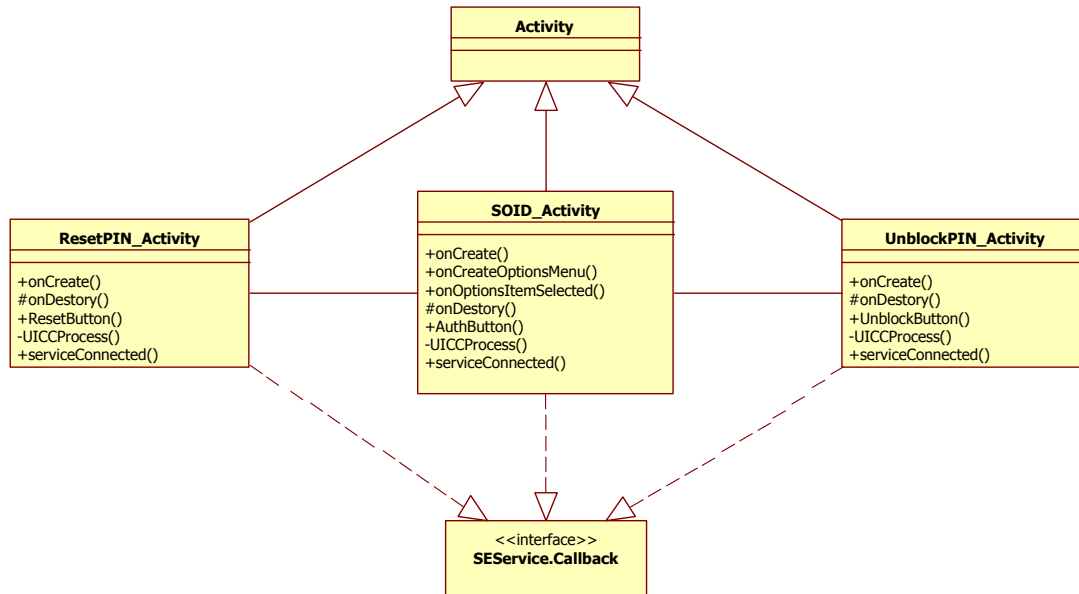 Activity
ResetPIN_Activity
+onCreate()
#onDestory()
+ResetButton()
-UICCProcess()
+serviceConnected()
SOID_Activity
+onCreate()
+onCreateOptionsMenu()
+onOptionsItemSelected()
#onDestory()
+AuthButton()
-UICCProcess()
+serviceConnected()
UnblockPIN_Activity
+onCreate()
#onDestory()
+UnblockButton()
-UICCProcess()
+serviceConnected()
<<interface>>
SEService.Callback